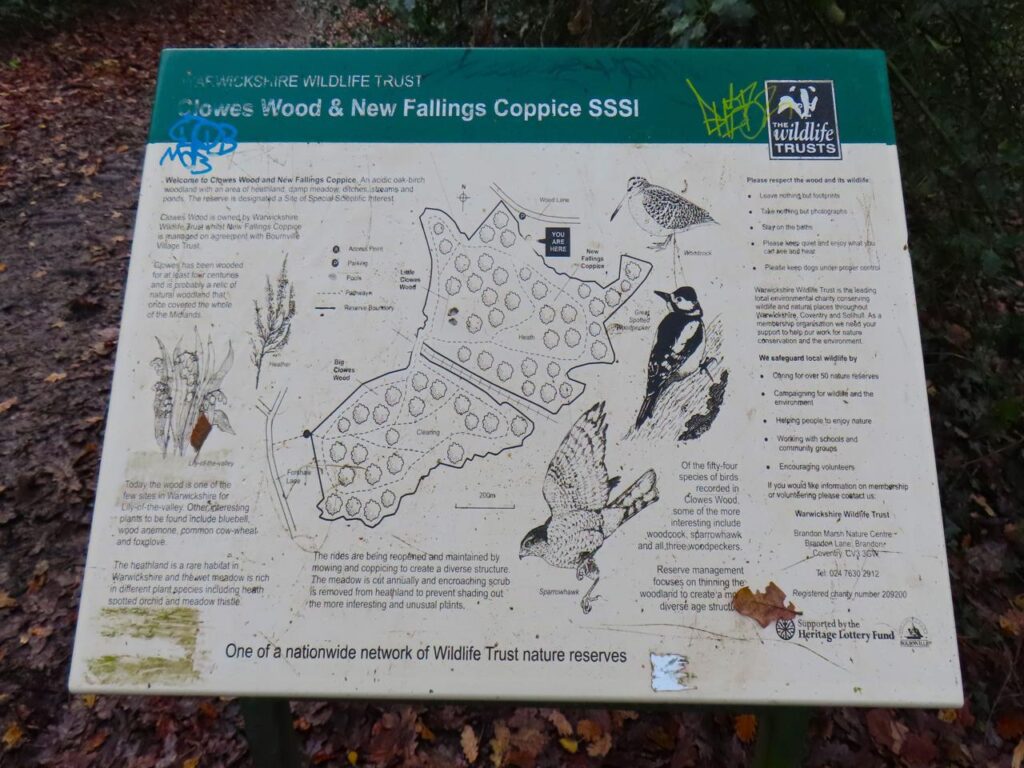 WARWICKSHIRE WILDLIFE TRUST
Clowes Wood & New Fallings Coppice SSSI
THE
wildlife
TRUSTS
Welcome to Clowes Wood and New Fallings Coppice. An acidic oak-birch
woodland with an area of heathland, damp meadow, ditches, streams and
ponds. The reserve is designated a Site of Special Scientific Interest
Clowes Wood is owned by Warwickshire
Wildlife Trust whilst New Fallings Coppice
is managed on agreement with Bournville
Village Trust.
Clowes has been wooded
for at least four centuries
and is probably a relic of
natural woodland that
once covered the whole
of the Midlands.
Heather
Lily-of-the-valley
Today the wood is one of the
few sites in Warwickshire for
Lily-of-the-valley. Other interesting
plants to be found include bluebell,
wood anemone, common cow-wheat
and foxglove.
The heathland is a rare habitat in
Warwickshire and the wet meadow is rich
in different plant species including heath
spotted orchid and meadow thistle.
N
Access Point
Parking
Pools
Pathways
Reserve Boundary
Wood Lane
P
YOU
ARE
HERE
New
Fallings
Coppice
Little
Clowes
Wood
Heath
Big
Clowes
Wood
Clearing
Forshaw
Lane
200m
The rides are being reopened and maintained by
mowing and coppicing to create a diverse structure.
The meadow is cut annually and encroaching scrub
is removed from heathland to prevent shading out
the more interesting and unusual plants.
Woodcock
Great
Spotted
Woodpecker
Sparrowhawk
Of the fifty-four
species of birds
recorded in
Clowes Wood,
some of the more
interesting include
woodcock, sparrowhawk
and all three woodpeckers.
Reserve management
focuses on thinning the
woodland to create a
diverse age
Please respect the wood and its wildlife:
• Leave nothing but footprints
• Take nothing but photographs
• Stay on the paths
• Please keep quiet and enjoy what you
can see and hear
• Please keep dogs under proper control
Warwickshire Wildlife Trust is the leading
local environmental charity conserving
wildlife and natural places throughout
Warwickshire, Coventry and Solihull. As a
membership organisation we need your
support to help our work for nature
conservation and the environment.
We safeguard local wildlife by
• Caring for over 50 nature reserves
• Campaigning for wildlife and the
environment
• Helping people to enjoy nature
• Working with schools and
community groups
• Encouraging volunteers
If you would like information on membership
or volunteering please contact us:
Warwickshire Wildlife Trust
Brandon Marsh Nature Centre
Brandon Lane, Brandon
Coventry, CV3 3GW
Tel: 024 7630 2912
Registered charity number 209200
Supported by the
Heritage Lottery Fund
One of a nationwide network of Wildlife Trust nature reserves